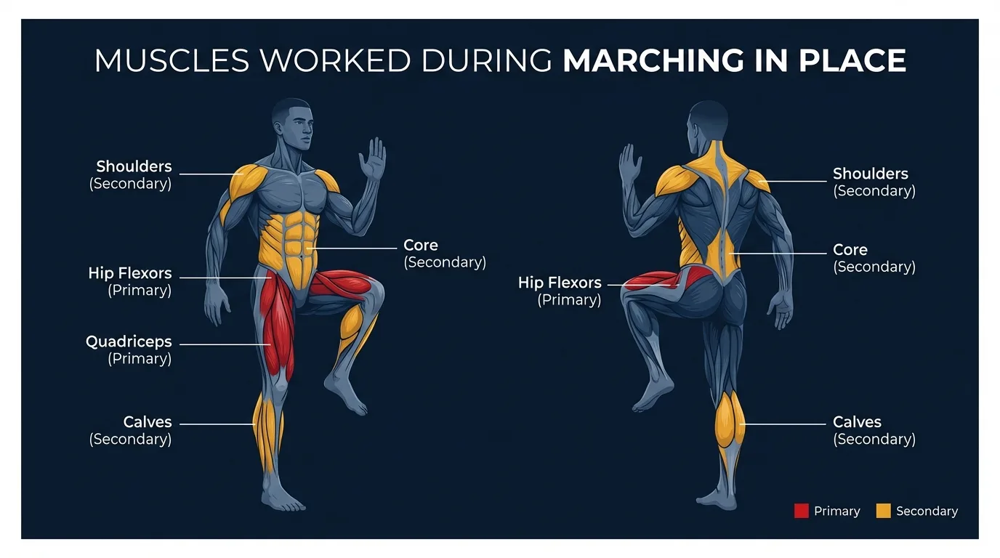 MUSCLES WORKED DURING MARCHING IN PLACE
Shoulders
(Secondary)
Core
(Secondary)
Hip Flexors
(Primary)
Quadriceps
(Primary)
Calves
(Secondary)
Shoulders
(Secondary)
Core
(Secondary)
Hip Flexors
(Primary)
Calves
(Secondary)
Primary
Secondary